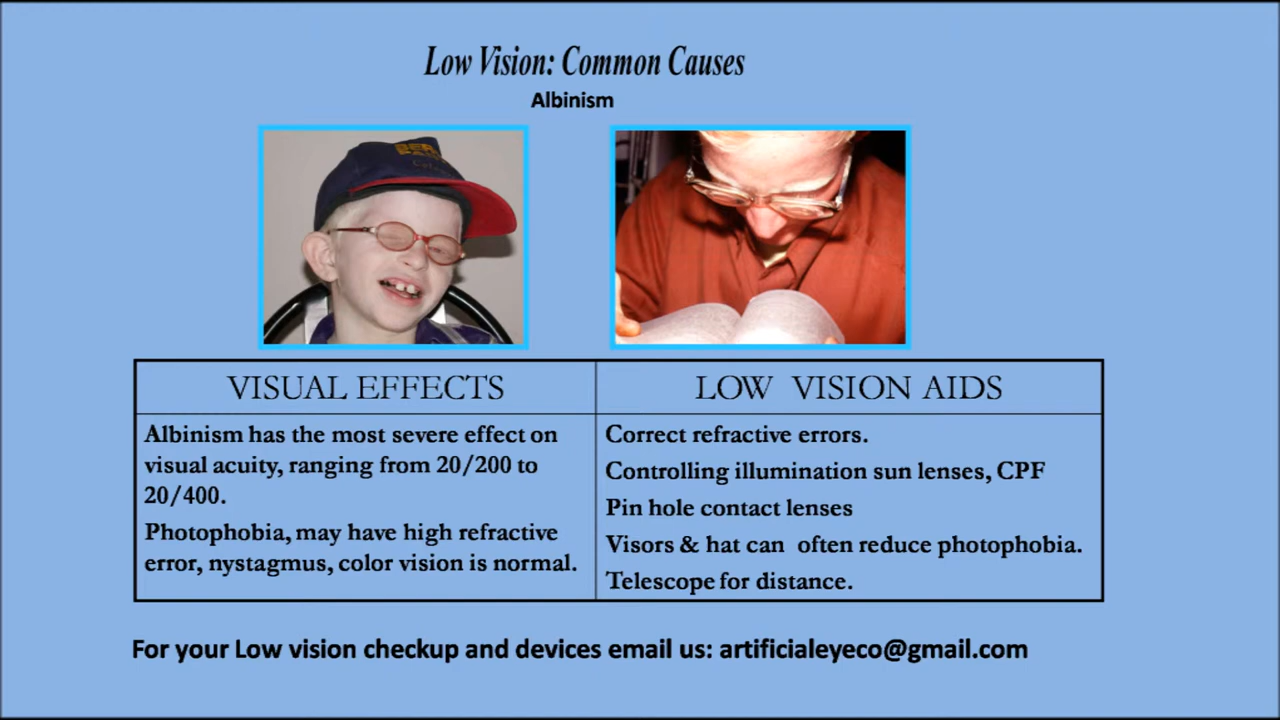 Low Vision: Common Causes
Albinism
VISUAL EFFECTS
Albinism has the most severe effect on
visual acuity, ranging from 20/200 to
20/400.
Photophobia, may have high refractive
error, nystagmus, color vision is normal.
LOW VISION AIDS
Correct refractive errors.
Controlling illumination sun lenses, CPF
Pin hole contact lenses
Visors & hat can often reduce photophobia.
Telescope for distance.
For your Low vision checkup and devices email us: artificialeyeco@gmail.com